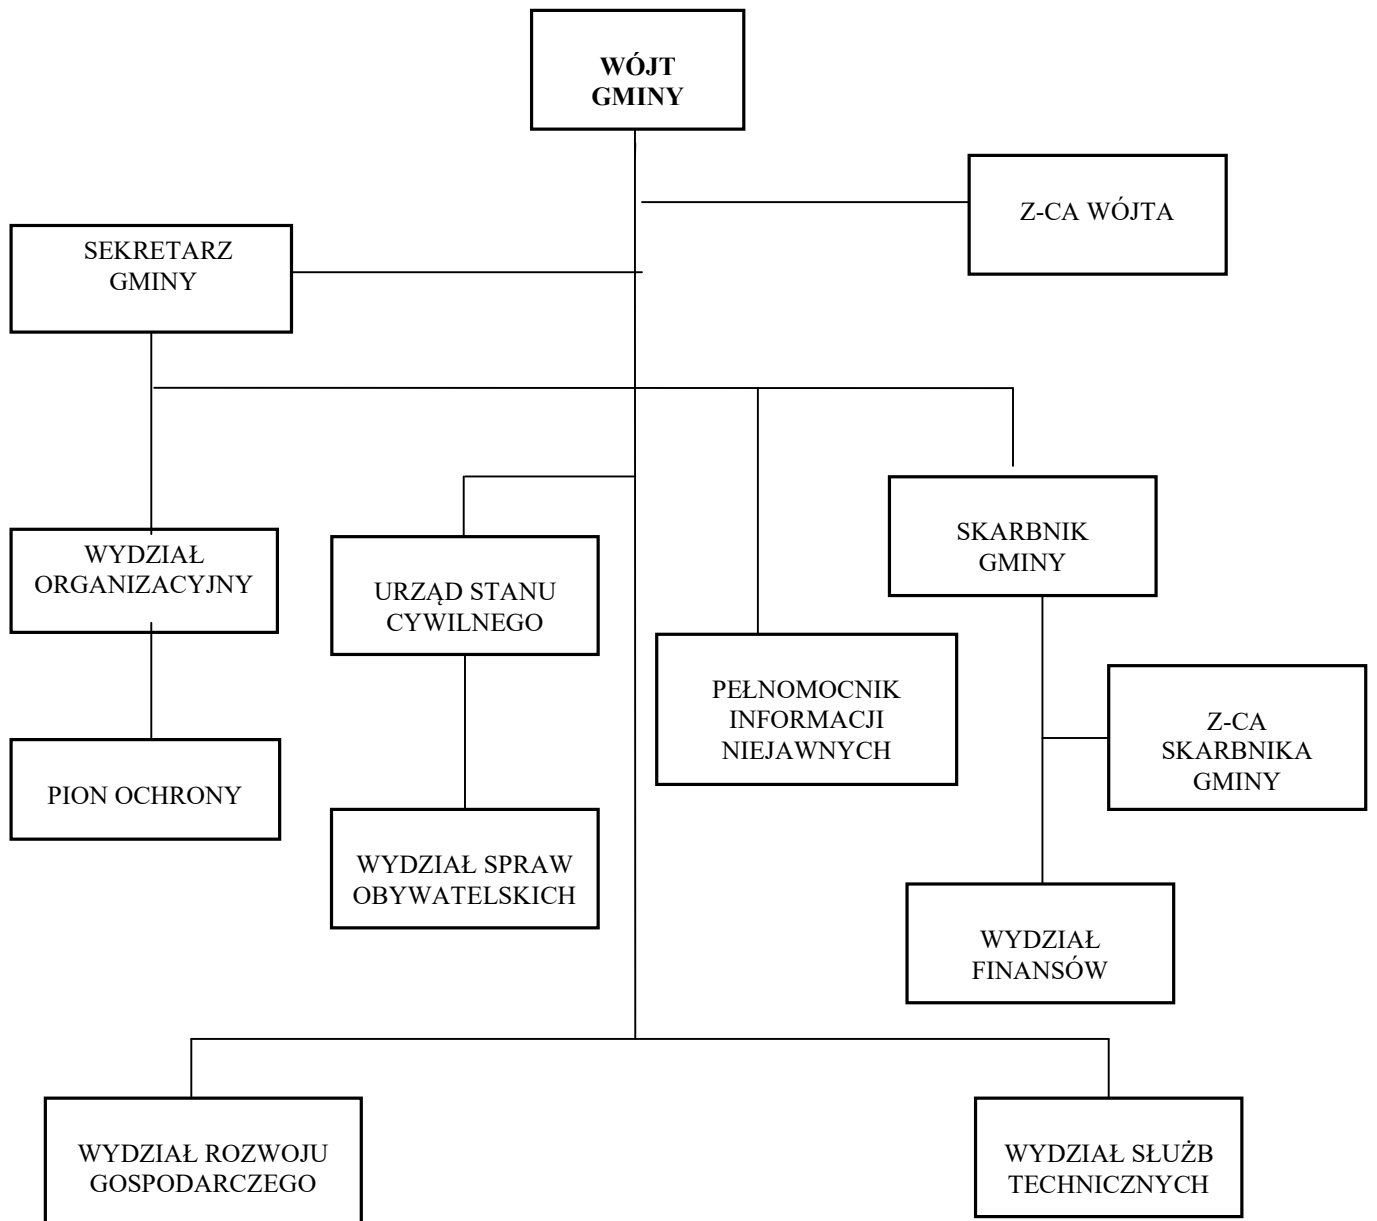 WÓJT
GMINY
Z-CA WÓJTA
SEKRETARZ
GMINY
SKARBNIK
GMINY
WYDZIAŁ
ORGANIZACYJNY
URZĄD STANU
CYWILNEGO
PEŁNOMOCNIK
INFORMACJI
NIEJAWNYCH
Z-CA
SKARBNIKA
GMINY
PION OCHRONY
WYDZIAŁ SPRAW
OBYWATELSKICH
WYDZIAŁ
FINANSÓW
WYDZIAŁ ROZWOJU
GOSPODARCZEGO
WYDZIAŁ SŁUŻB
TECHNICZNYCH